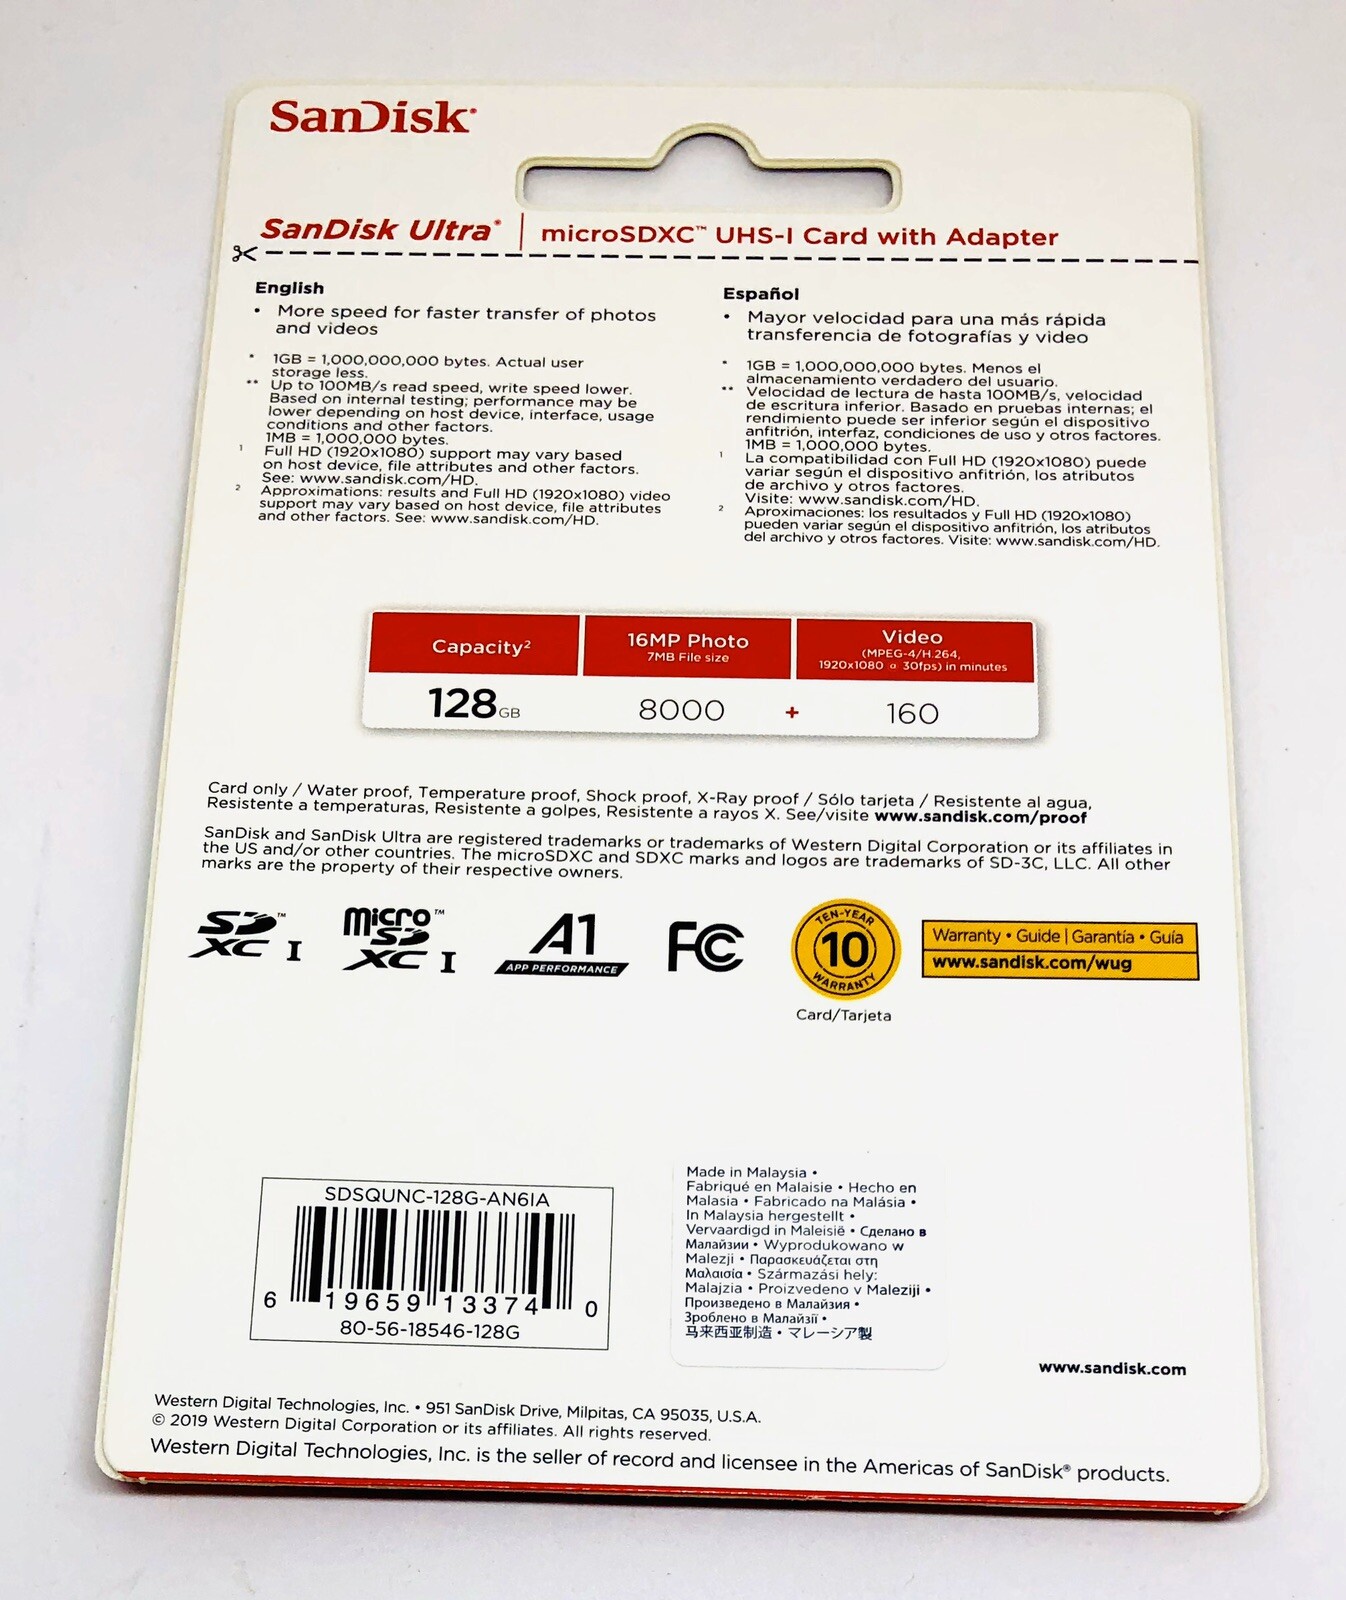 SanDisk®
SanDisk Ultra® | microSDXC™ UHS-I Card with Adapter
English
• More speed for faster transfer of photos
and videos
* 1GB = 1,000,000,000 bytes. Actual user
storage less.
** Up to 100MB/s read speed, write speed lower.
Based on internal testing; performance may be
lower depending on host device, interface, usage
conditions and other factors.
1MB = 1,000,000 bytes.
1 Full HD (1920x1080) support may vary based
on host device, file attributes and other factors.
See: www.sandisk.com/HD.
2 Approximations: results and Full HD (1920x1080) video
support may vary based on host device, file attributes
and other factors. See: www.sandisk.com/HD.
Español
• Mayor velocidad para una más rápida
transferencia de fotografías y video
* 1GB = 1,000,000,000 bytes. Menos el
almacenamiento verdadero del usuario.
** Velocidad de lectura de hasta 100MB/s, velocidad
de escritura inferior. Basado en pruebas internas; el
rendimiento puede ser inferior según el dispositivo
anfitrión, interfaz, condiciones de uso y otros factores.
1MB = 1,000,000 bytes.
1 La compatibilidad con Full HD (1920x1080) puede
variar según el dispositivo anfitrión, los atributos
de archivo y otros factores.
Visite: www.sandisk.com/HD.
2 Aproximaciones: los resultados y Full HD (1920x1080)
pueden variar según el dispositivo anfitrión, los atributos
del archivo y otros factores. Visite: www.sandisk.com/HD.
Capacity2
16MP Photo
7MB File size
Video
(MPEG-4/H.264,
1920x1080 @ 30fps) in minutes
128GB 8000 + 160
Card only / Water proof, Temperature proof, Shock proof, X-Ray proof / Sólo tarjeta / Resistente al agua,
Resistente a temperaturas, Resistente a golpes, Resistente a rayos X. See/visite www.sandisk.com/proof
SanDisk and SanDisk Ultra are registered trademarks or trademarks of Western Digital Corporation or its affiliates in
the US and/or other countries. The microSDXC and SDXC marks and logos are trademarks of SD-3C, LLC. All other
marks are the property of their respective owners.
SD™
XC I
micro™
SD
XC I
A1
APP PERFORMANCE
FC
TEN-YEAR
10
WARRANTY
Card/Tarjeta
Warranty • Guide | Garantía • Guía
www.sandisk.com/wug
SDSQUNC-128G-AN6IA
6 19659 13374 0
80-56-18546-128G
Made in Malaysia •
Fabriqué en Malaisie • Hecho en
Malasia • Fabricado na Malásia •
In Malaysia hergestellt •
Vervaardigd in Maleisië • Сделано в
Малайзии • Wyprodukowano w
Malezji • Παρασκευάζεται στη
Μαλαισία • Származási hely:
Malajzia • Proizvedeno v Maleziji •
Произведено в Малайзия •
Зроблено в Малайзії •
马来西亚制造 • マレーシア製
www.sandisk.com
Western Digital Technologies, Inc. • 951 SanDisk Drive, Milpitas, CA 95035, U.S.A.
© 2019 Western Digital Corporation or its affiliates. All rights reserved.
Western Digital Technologies, Inc. is the seller of record and licensee in the Americas of SanDisk® products.